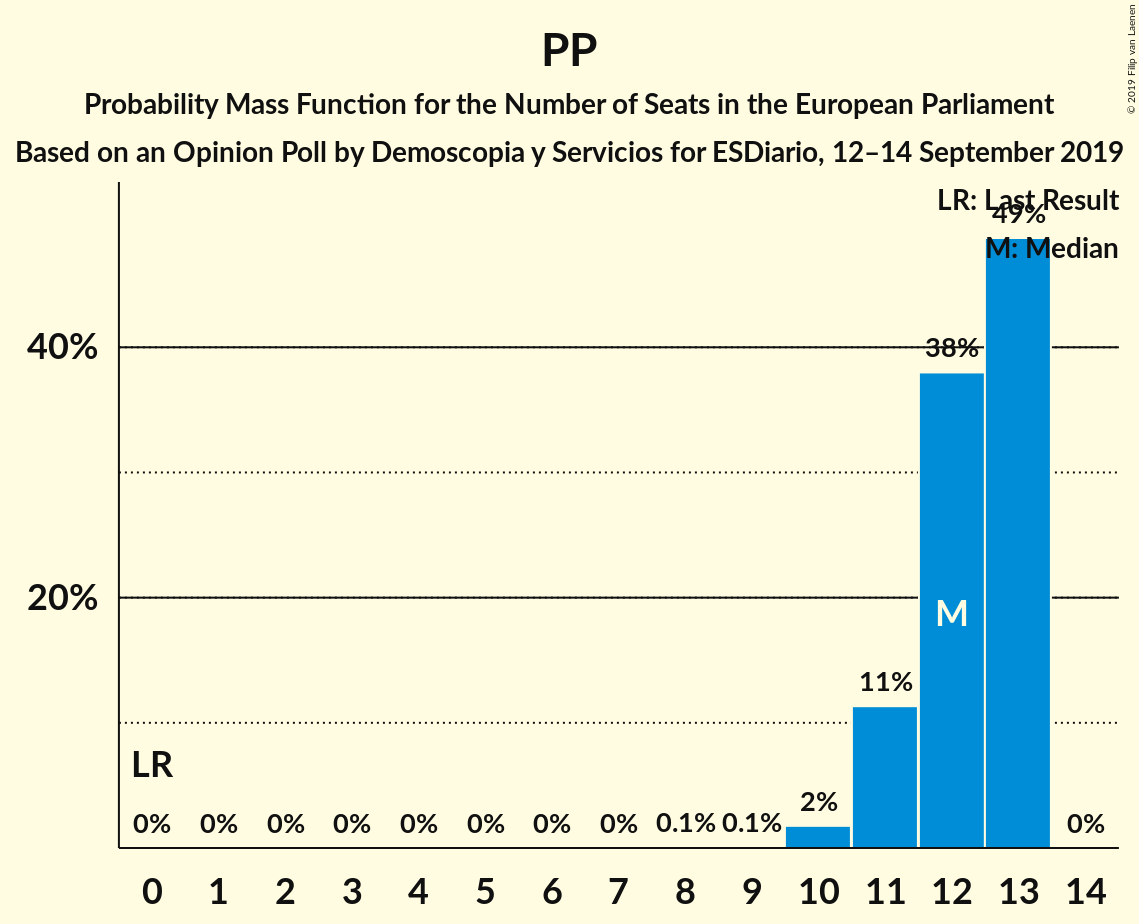 PP
Probability Mass Function for the Number of Seats in the European Parliament
Based on an Opinion Poll by Demoscopia y Servicios for ESDiario, 12–14 September 2019
© 2019 Filip van Laenen
LR: Last Result
49%
M: Median
40%
38%
20%
M
11%
LR
2%
0% 0% 0% 0% 0% 0% 0% 0% 0.1% 0.1% 0%
0 1 2 3 4 5 6 7 8 9 10 11 12 13 14